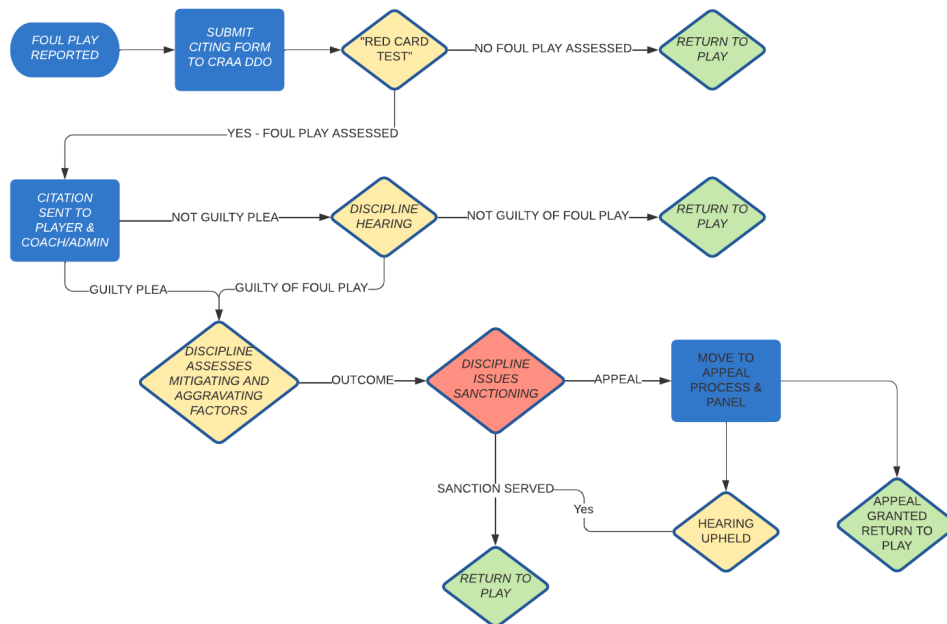 FOUL PLAY
REPORTED
SUBMIT
CITING FORM
TO CRAA DDO
"RED CARD
TEST"
NO FOUL PLAY ASSESSED
RETURN TO
PLAY
YES - FOUL PLAY ASSESSED
CITATION
SENT TO
PLAYER &
COACH/ADMIN
NOT GUILTY PLEA
DISCIPLINE
HEARING
NOT GUILTY OF FOUL PLAY
RETURN TO
PLAY
GUILTY PLEA
GUILTY OF FOUL PLAY
DISCIPLINE
ASSESSES
MITIGATING AND
AGGRAVATING
FACTORS
OUTCOME
DISCIPLINE
ISSUES
SANCTIONING
APPEAL
MOVE TO
APPEAL
PROCESS &
PANEL
SANCTION SERVED
Yes
HEARING
UPHELD
APPEAL
GRANTED
RETURN TO
PLAY
RETURN TO
PLAY